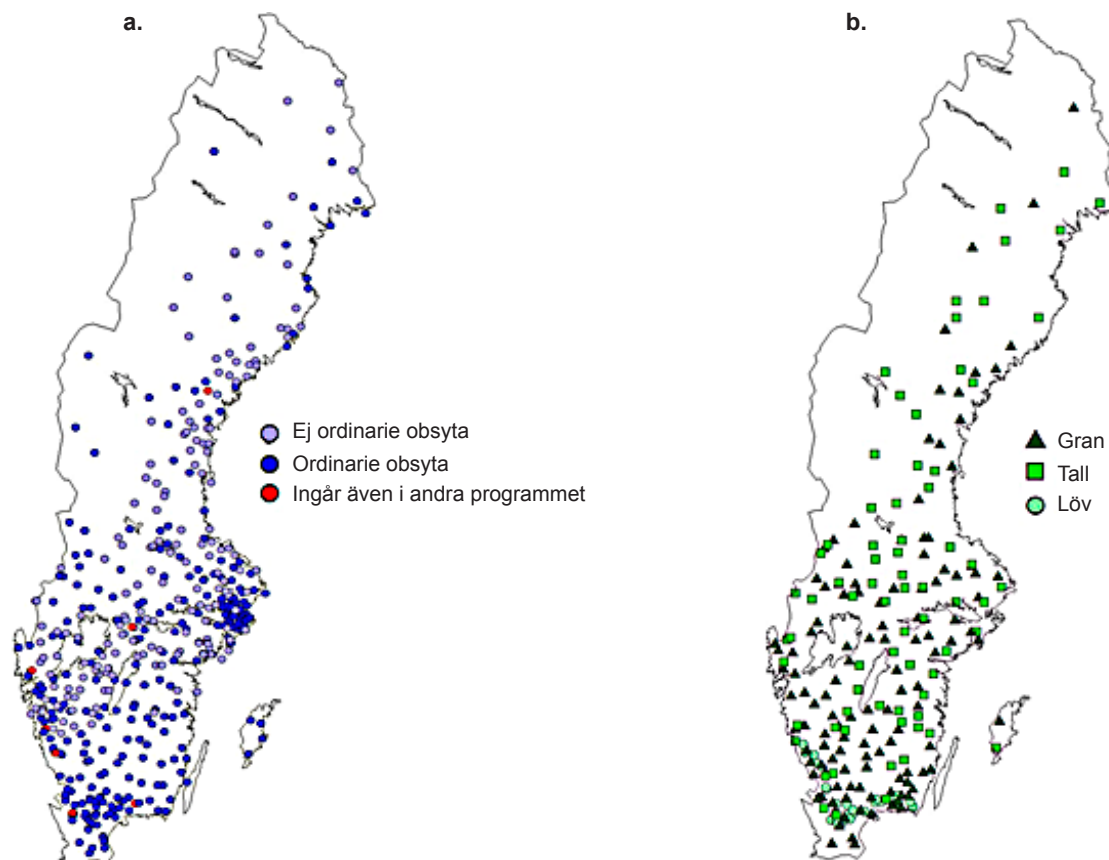 a.
Ej ordinarie obsyta
Ordinarie obsyta
Ingår även i andra programmet
b.
Gran
Tall
Löv